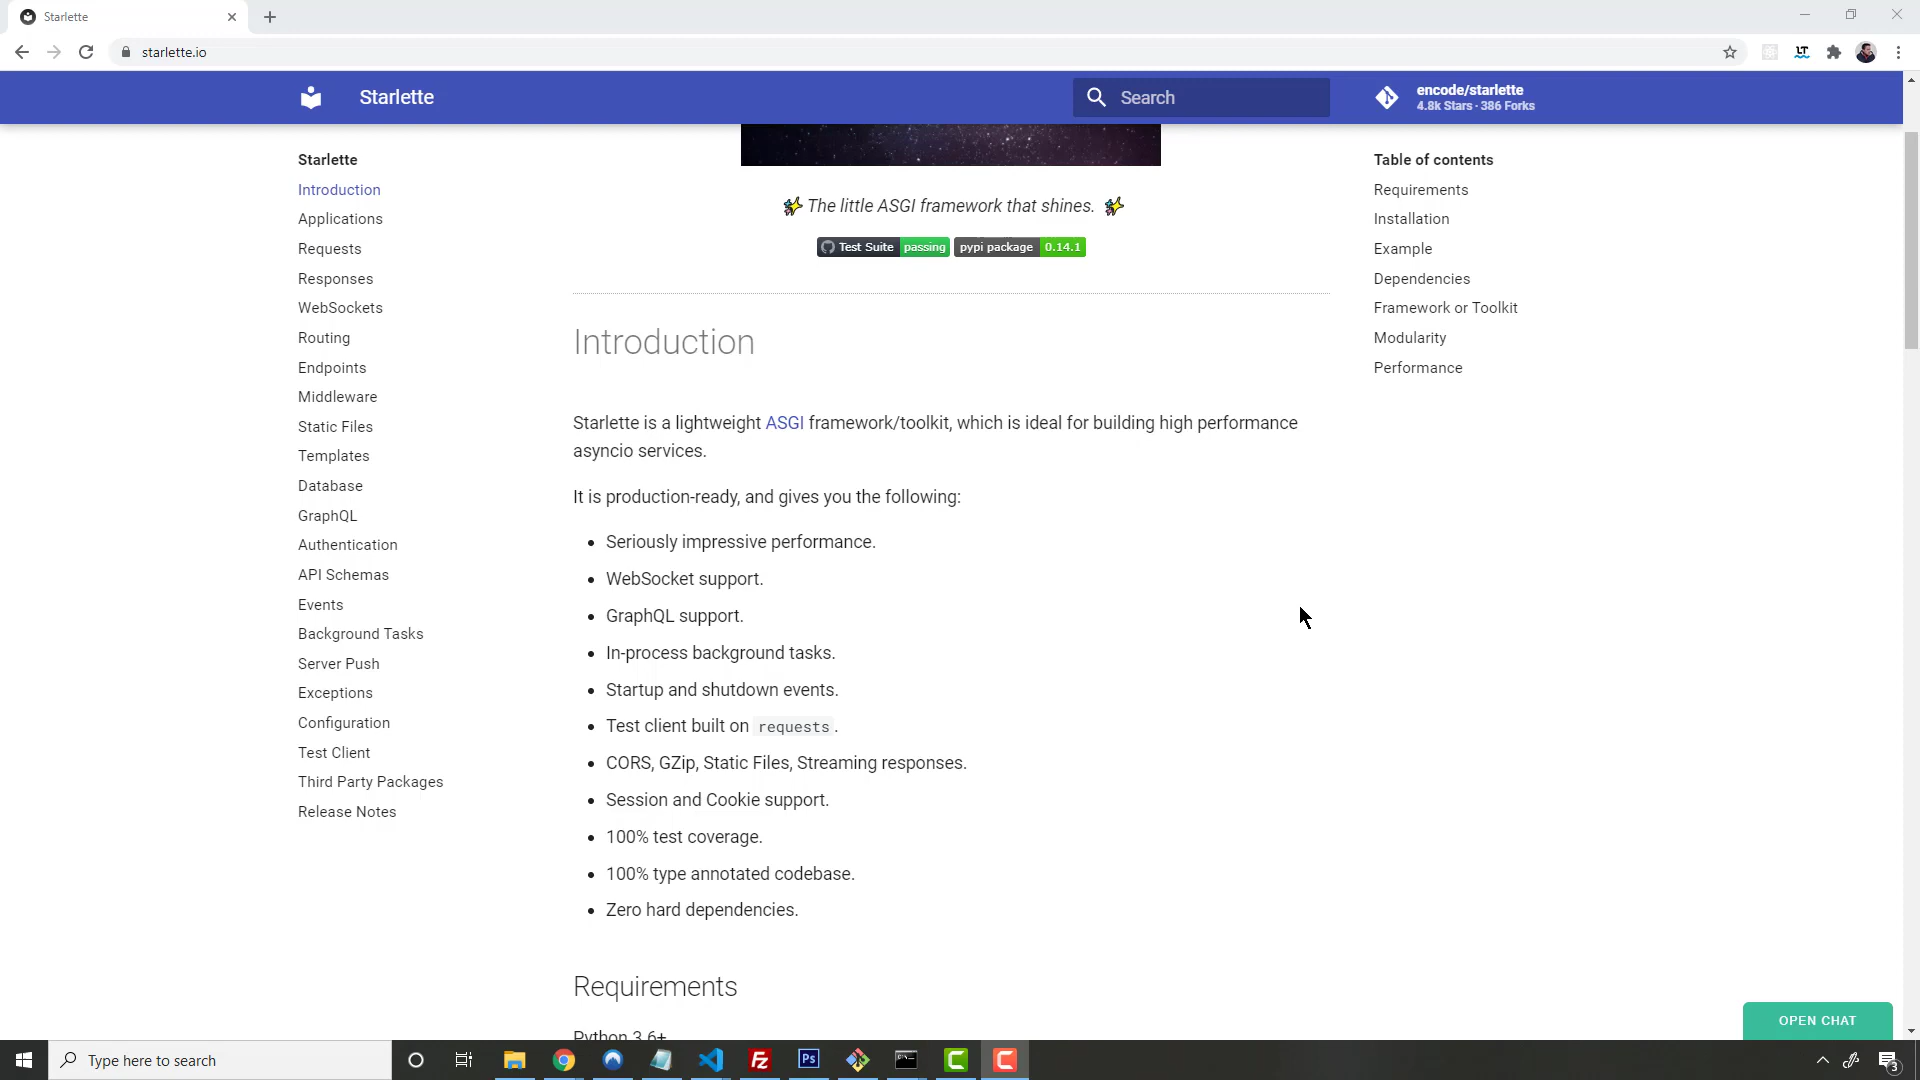 Starlette
starlette.io
Starlette
Search
encode/starlette
4.8k Stars · 386 Forks
Starlette
Introduction
Applications
Requests
Responses
WebSockets
Routing
Endpoints
Middleware
Static Files
Templates
Database
GraphQL
Authentication
API Schemas
Events
Background Tasks
Server Push
Exceptions
Configuration
Test Client
Third Party Packages
Release Notes
✨ The little ASGI framework that shines. ✨
Test Suite passing pypi package 0.14.1
Introduction
Starlette is a lightweight ASGI framework/toolkit, which is ideal for building high performance
asyncio services.
It is production-ready, and gives you the following:
• Seriously impressive performance.
• WebSocket support.
• GraphQL support.
• In-process background tasks.
• Startup and shutdown events.
• Test client built on requests.
• CORS, GZip, Static Files, Streaming responses.
• Session and Cookie support.
• 100% test coverage.
• 100% type annotated codebase.
• Zero hard dependencies.
Requirements
Python 3.6+
Table of contents
Requirements
Installation
Example
Dependencies
Framework or Toolkit
Modularity
Performance
OPEN CHAT
Type here to search
LT
Fz
Ps
3